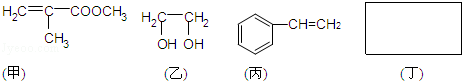 H₂C COOCH₃ H₂C—CH₂ CH=CH₂
CH₃ OH OH
(甲) (乙) (丙) (丁)